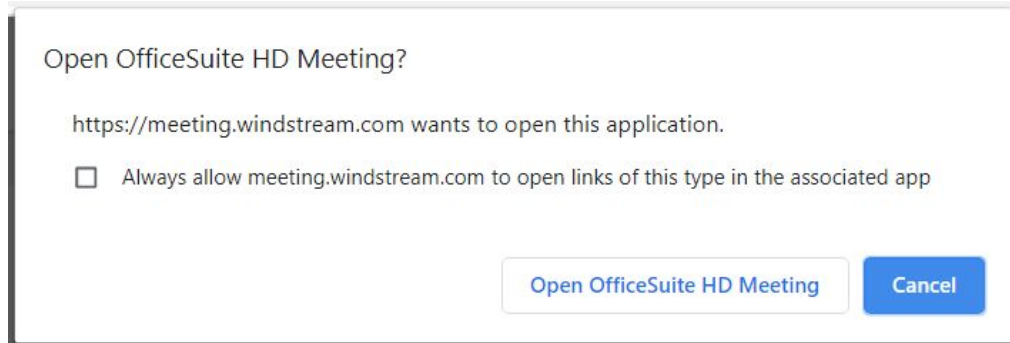 Open OfficeSuite HD Meeting?
https://meeting.windstream.com wants to open this application.
Always allow meeting.windstream.com to open links of this type in the associated app
Open OfficeSuite HD Meeting Cancel